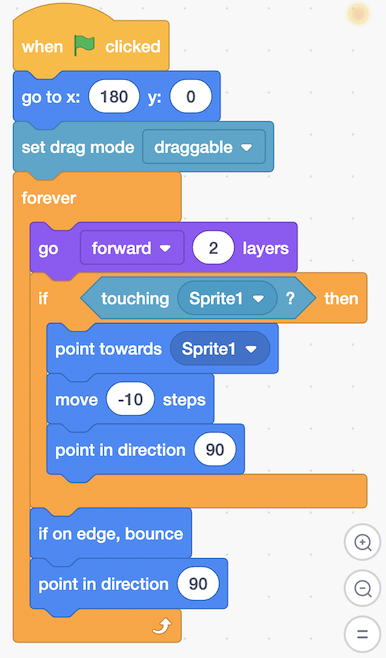 when clicked
go to x: 180 y: 0
set drag mode draggable
forever
go forward 2 layers
if touching Sprite1 ? then
point towards Sprite1
move -10 steps
point in direction 90
if on edge, bounce
point in direction 90